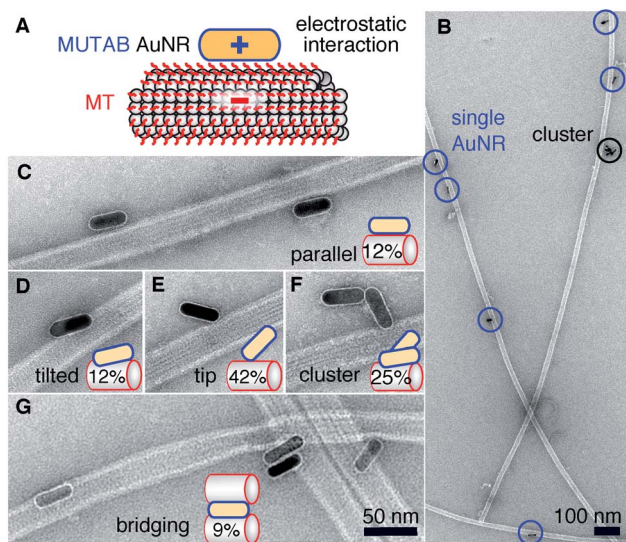 A
MUTAB AuNR
+
electrostatic
interaction
MT
−
B
single
AuNR
cluster
100 nm
C
parallel
12%
D
tilted
12%
E
tip
42%
F
cluster
25%
G
bridging
9%
50 nm